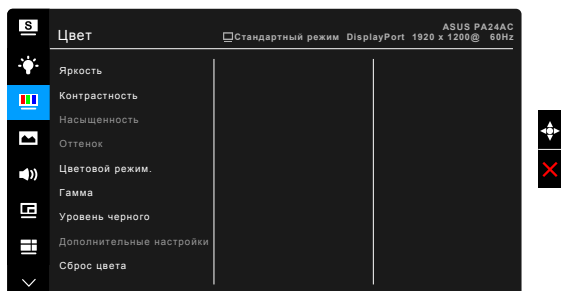 S
ASUS PA24AC
Цвет
Стандартный режим DisplayPort 1920 x 1200@ 60Hz
Яркость
Контрастность
Насыщенность
Оттенок
Цветовой режим.
Гамма
Уровень черного
Дополнительные настройки
Сброс цвета